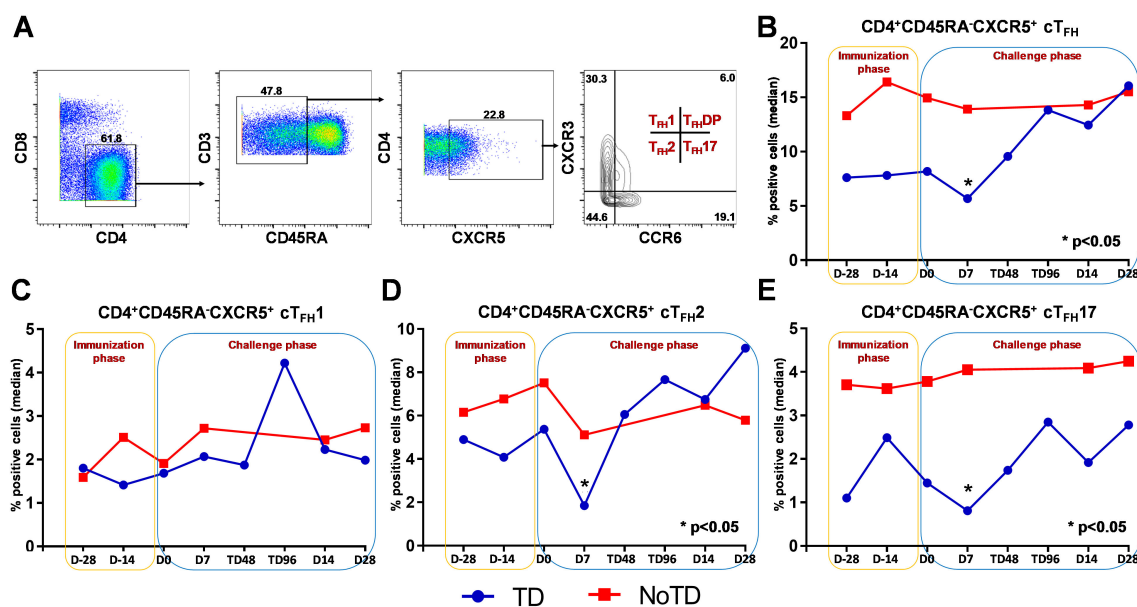 A
CD8
61.8
CD4
47.8
CD3
CD45RA
22.8
CD4
CXCR5
30.3
6.0
CXCR3
TFH1 TFHDP
TFH2 TFH17
44.6
19.1
CCR6
B
CD4+CD45RA-CXCR5+ cTFH
Immunization phase
Challenge phase
% positive cells (median)
20
15
10
5
0
*
* p<0.05
D-28 D-14 D0 D7 TD48 TD96 D14 D28
C
CD4+CD45RA-CXCR5+ cTFH1
Immunization phase
Challenge phase
% positive cells (median)
5
4
3
2
1
0
D-28 D-14 D0 D7 TD48 TD96 D14 D28
D
CD4+CD45RA-CXCR5+ cTFH2
Immunization phase
Challenge phase
% positive cells (median)
10
8
6
4
2
0
*
* p<0.05
D-28 D-14 D0 D7 TD48 TD96 D14 D28
E
CD4+CD45RA-CXCR5+ cTFH17
Immunization phase
Challenge phase
% positive cells (median)
5
4
3
2
1
0
*
* p<0.05
D-28 D-14 D0 D7 TD48 TD96 D14 D28
TD NoTD